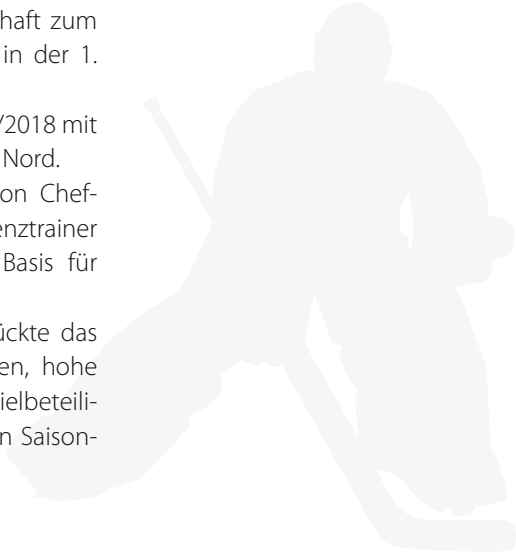 haft zum
in der 1.
/2018 mit
Nord.
on Chef-
enztrainer
Basis für
ückte das
en, hohe
ielbeteili-
n Saison-